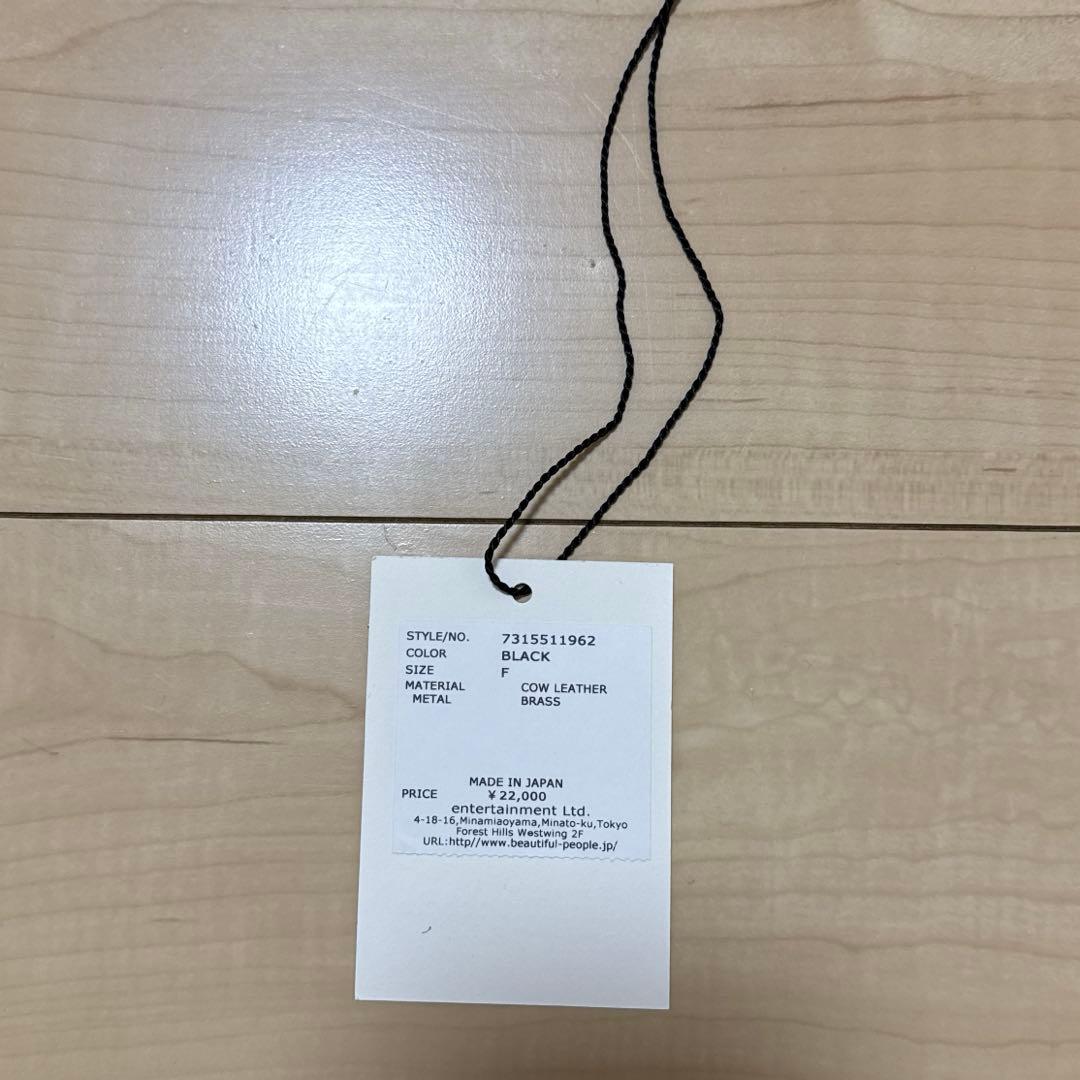 STYLE/NO. 7315511962
COLOR BLACK
SIZE F
MATERIAL COW LEATHER
METAL BRASS
MADE IN JAPAN
PRICE ¥22,000
entertainment Ltd.
4-18-16,Minamiaoyama,Minato-ku,Tokyo
Forest Hills Westwing 2F
URL:http//www.beautiful-people.jp/